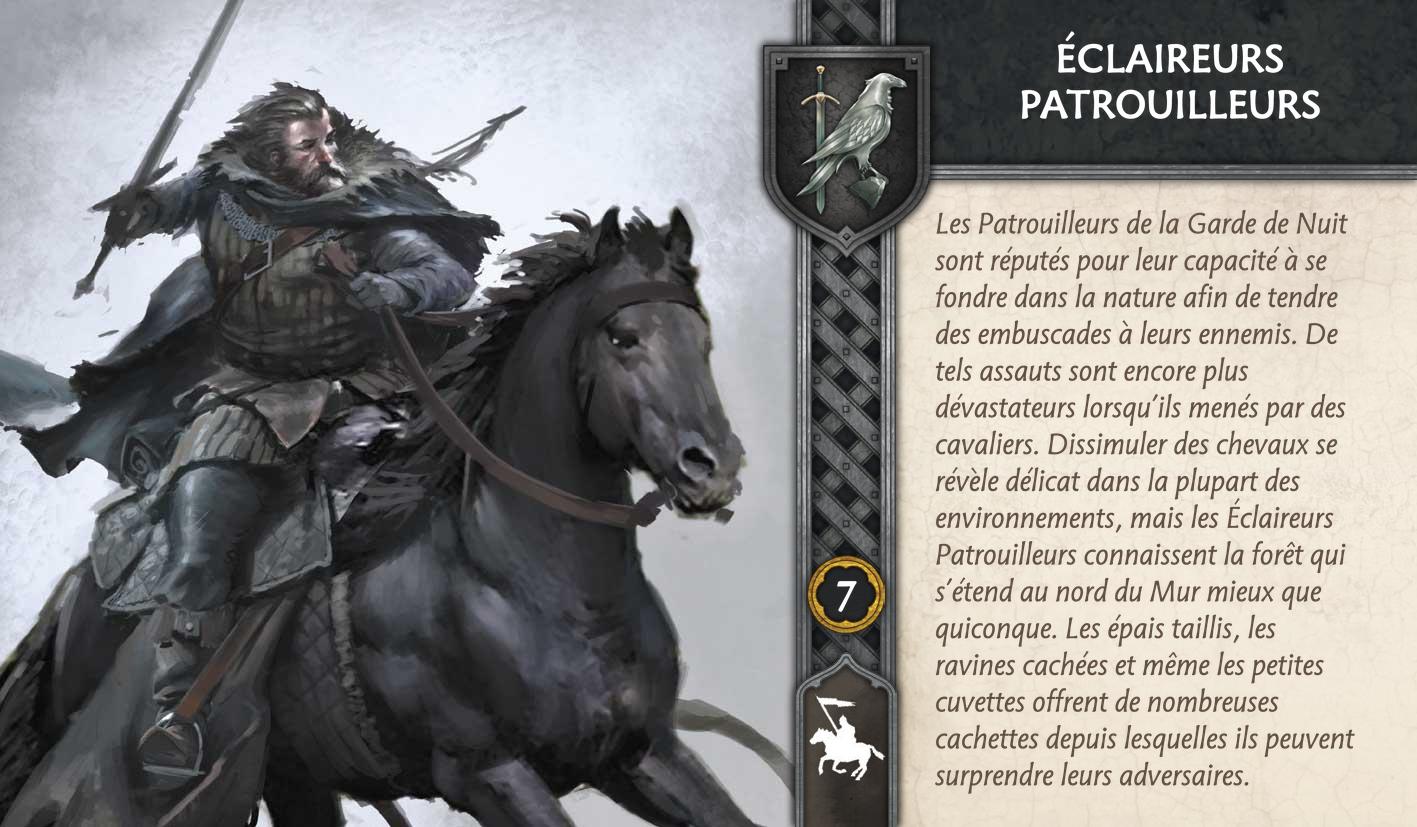 ÉCLAIREURS
PATROUILLEURS
Les Patrouilleurs de la Garde de Nuit
sont réputés pour leur capacité à se
fondre dans la nature afin de tendre
des embuscades à leurs ennemis. De
tels assauts sont encore plus
dévastateurs lorsqu’ils menés par des
cavaliers. Dissimuler des chevaux se
révèle délicat dans la plupart des
environnements, mais les Éclaireurs
Patrouilleurs connaissent la forêt qui
s’étend au nord du Mur mieux que
quiconque. Les épais taillis, les
ravines cachées et même les petites
cuvettes offrent de nombreuses
cachettes depuis lesquelles ils peuvent
surprendre leurs adversaires.
7